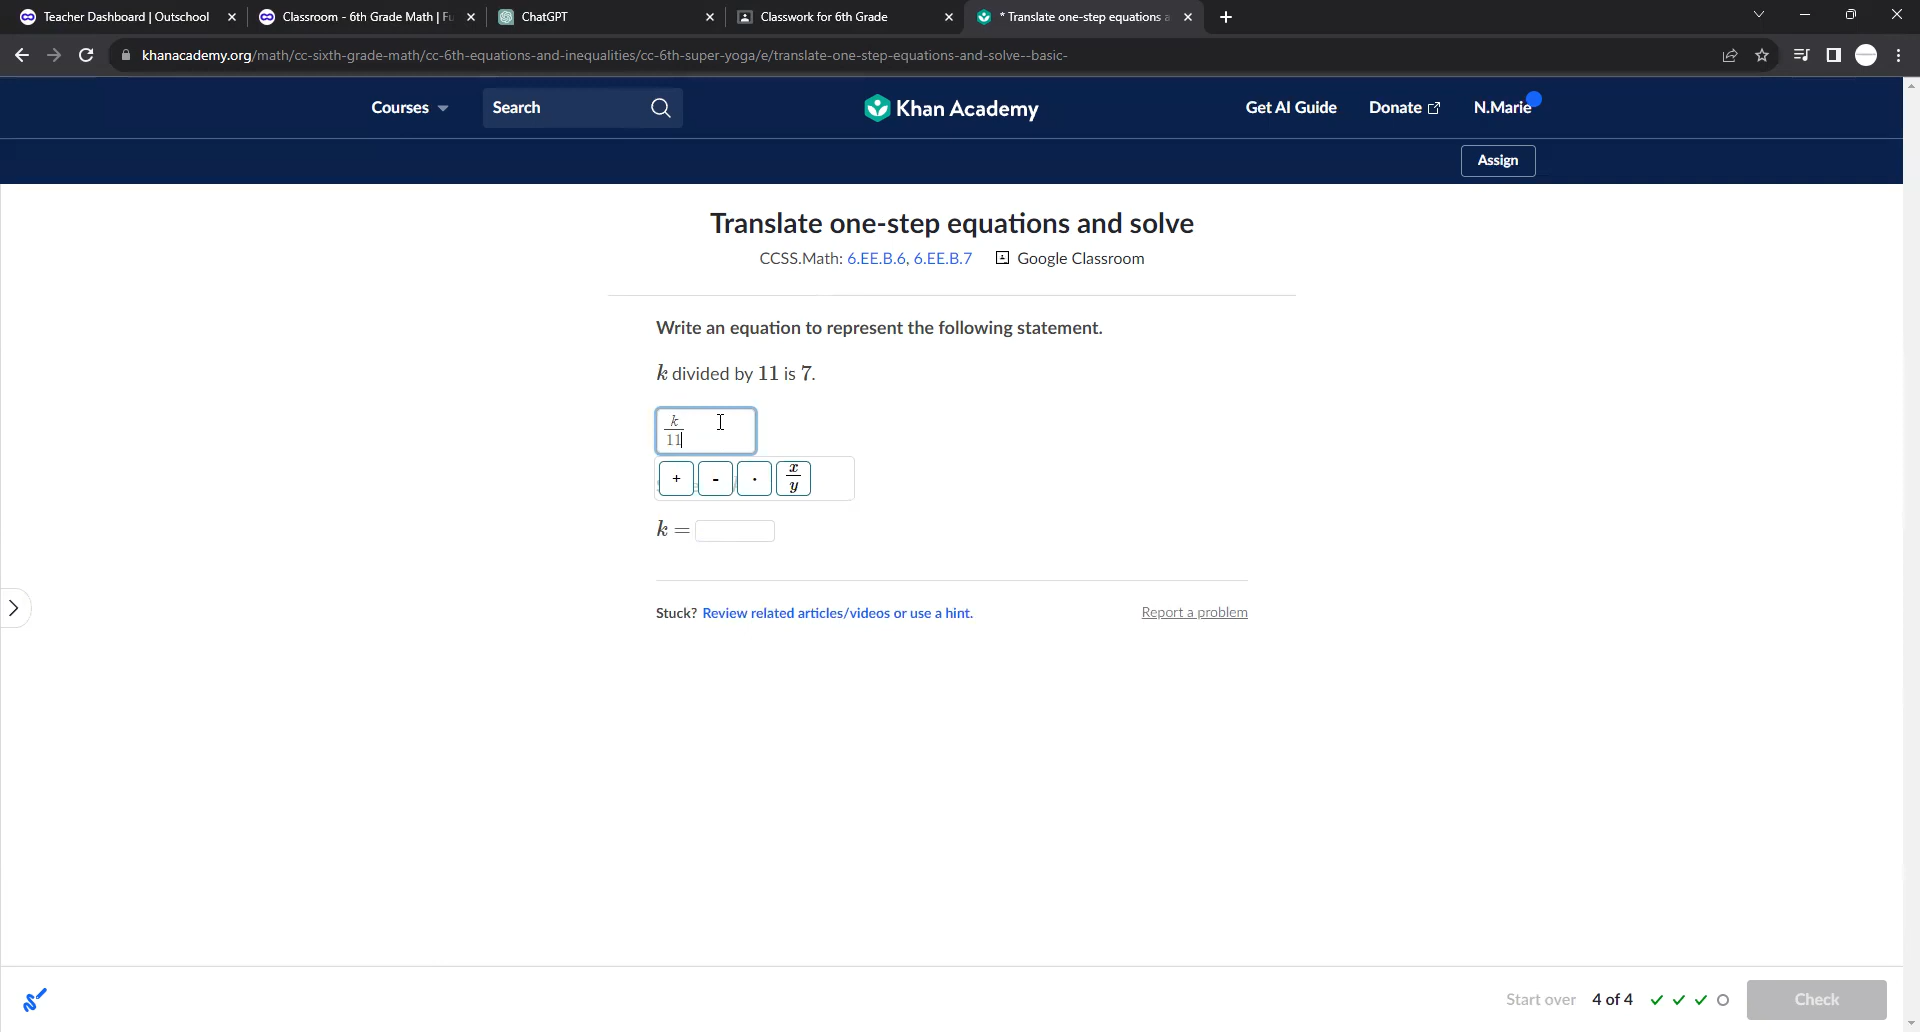 Teacher Dashboard | Outschool
Classroom - 6th Grade Math | Fu
ChatGPT
Classwork for 6th Grade
* Translate one-step equations a
khanacademy.org/math/cc-sixth-grade-math/cc-6th-equations-and-inequalities/cc-6th-super-yoga/e/translate-one-step-equations-and-solve--basic-
Courses
Search
Khan Academy
Get AI Guide
Donate
N.Marie
Assign
Translate one-step equations and solve
CCSS.Math: 6.EE.B.6, 6.EE.B.7
Google Classroom
Write an equation to represent the following statement.
k divided by 11 is 7.
k
11
+ - · x
y
k =
Stuck? Review related articles/videos or use a hint.
Report a problem
Start over
4 of 4
Check